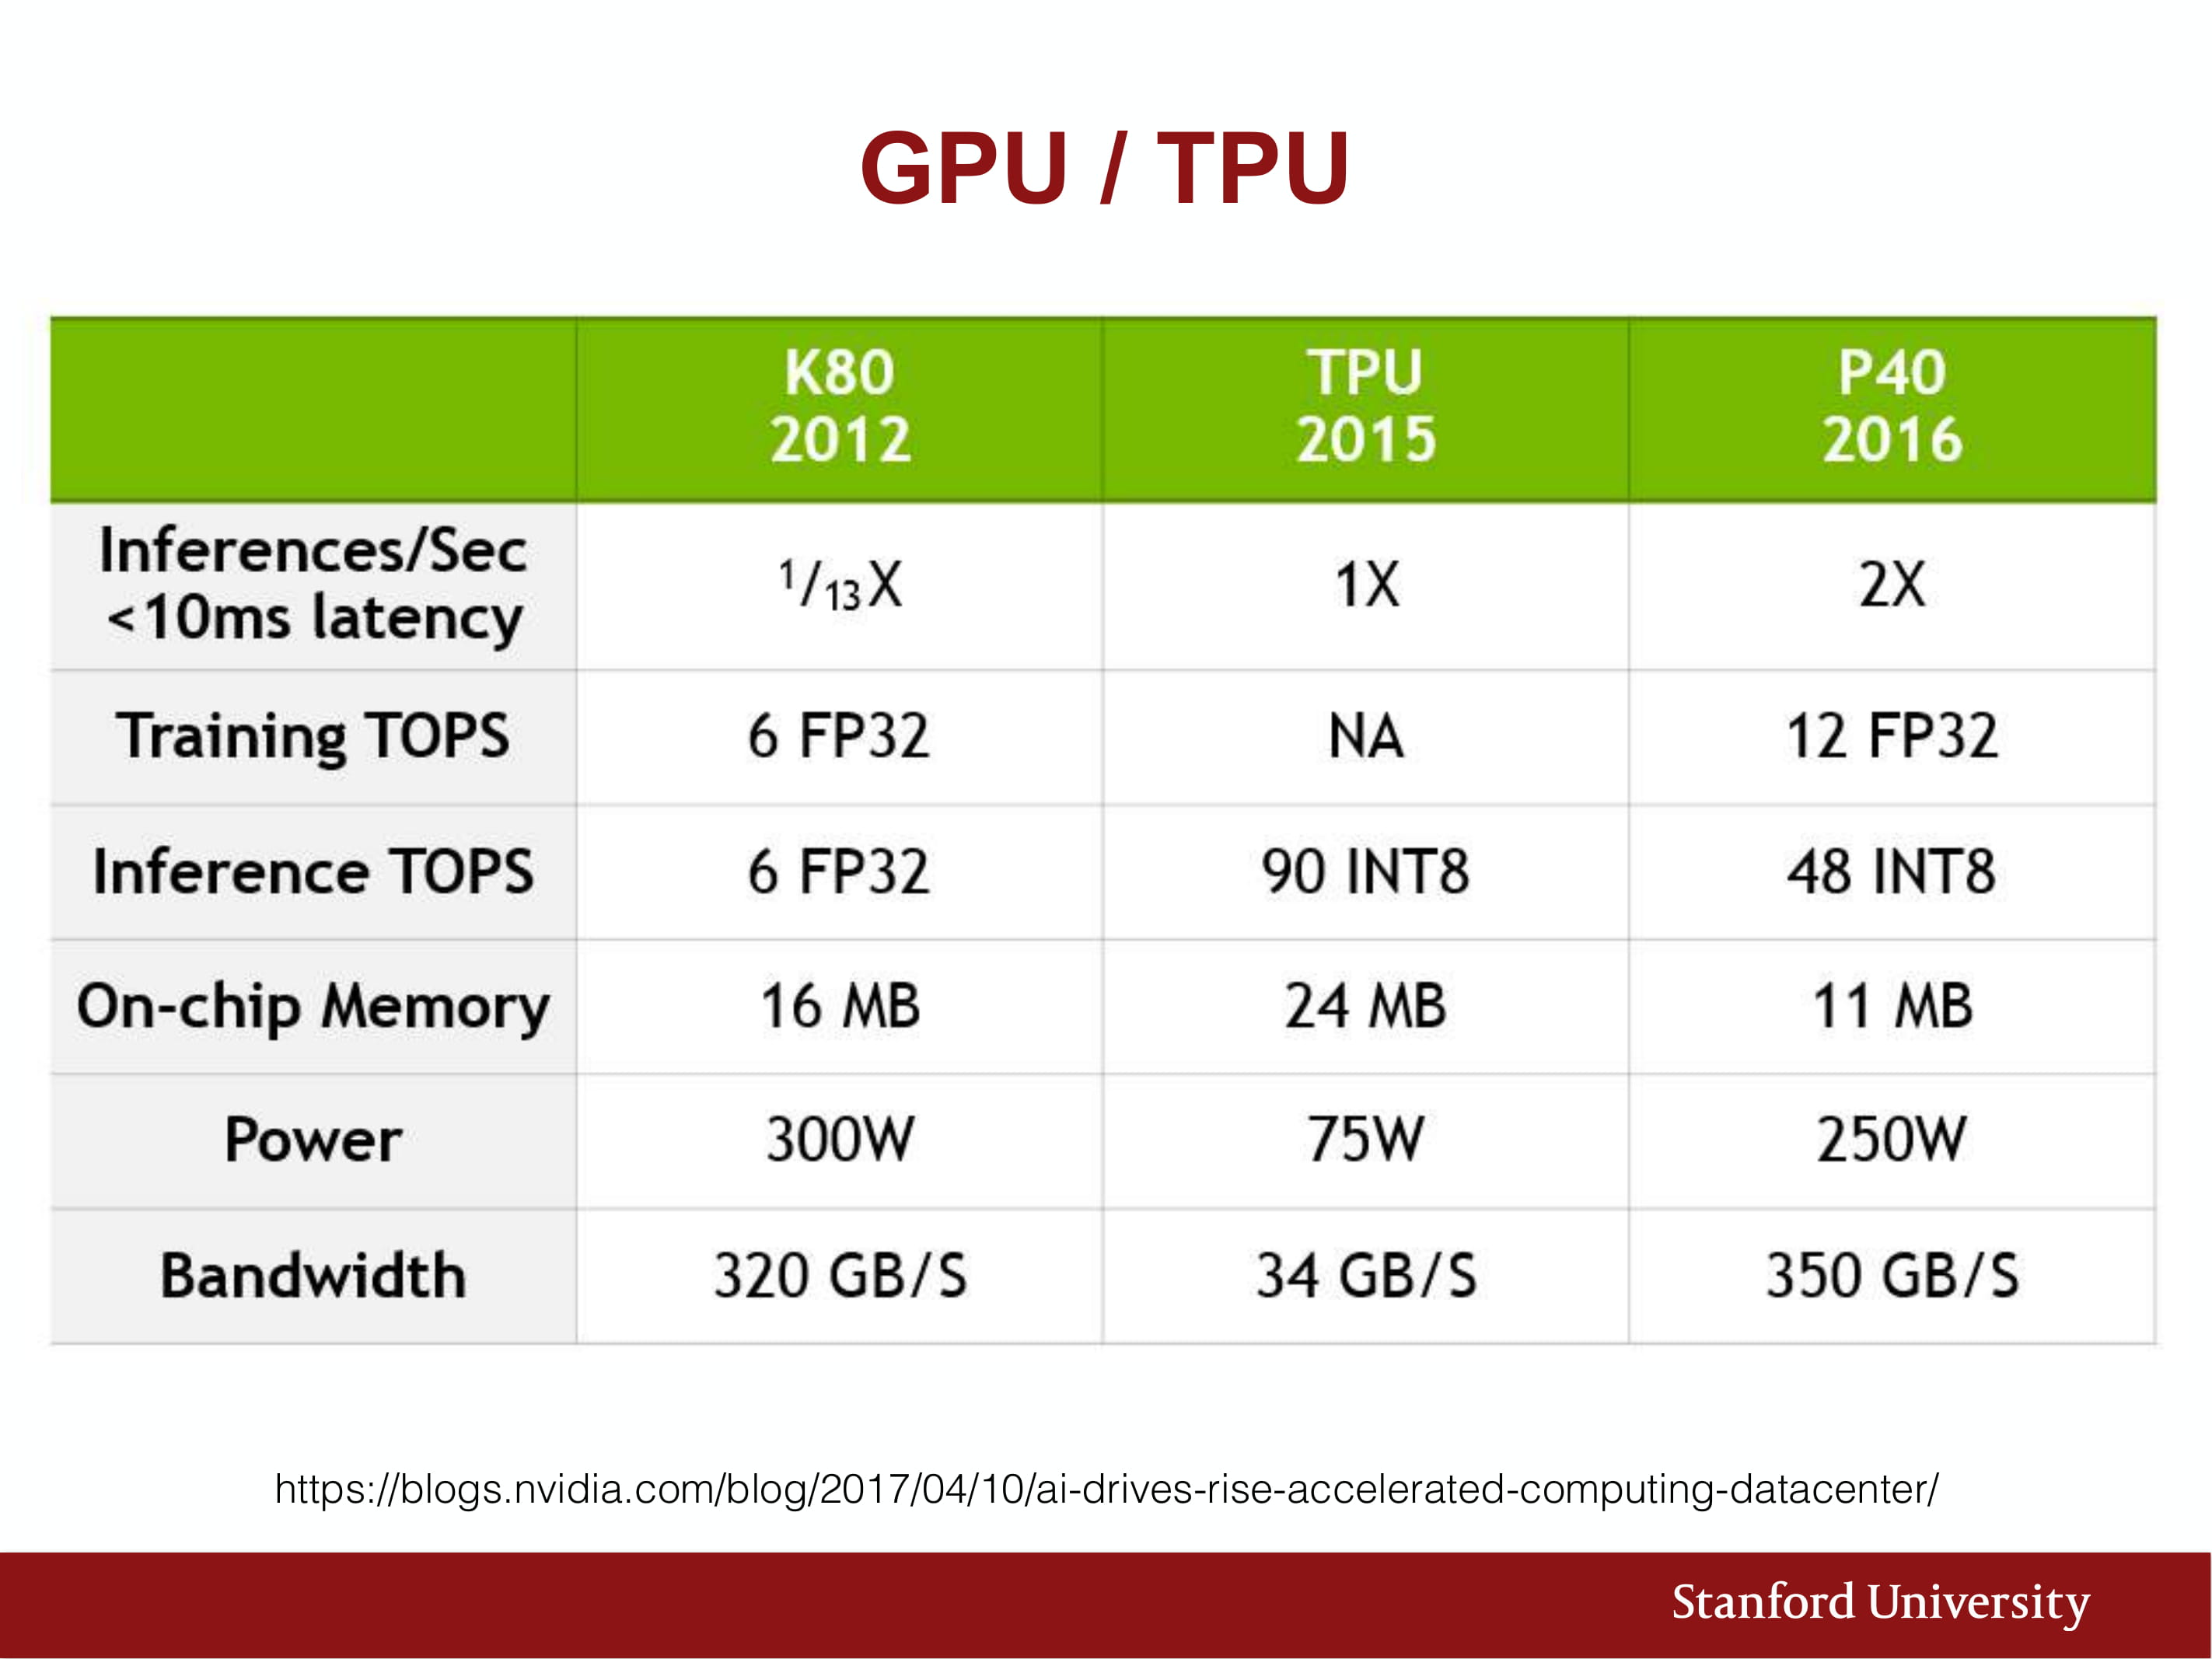 GPU / TPU
K80 TPU P40
2012 2015 2016
Inferences/Sec
<10ms latency 1/13X 1X 2X
Training TOPS 6 FP32 NA 12 FP32
Inference TOPS 6 FP32 90 INT8 48 INT8
On-chip Memory 16 MB 24 MB 11 MB
Power 300W 75W 250W
Bandwidth 320 GB/S 34 GB/S 350 GB/S
https://blogs.nvidia.com/blog/2017/04/10/ai-drives-rise-accelerated-computing-datacenter/
Stanford University